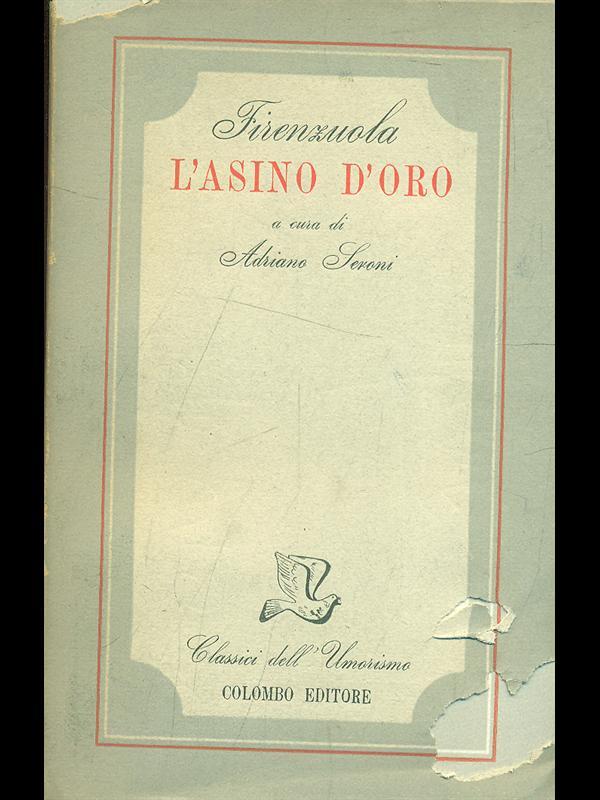 Firenzuola
L'ASINO D'ORO
a cura di
Adriano Seroni
Classici dell'Umorismo
COLOMBO EDITORE